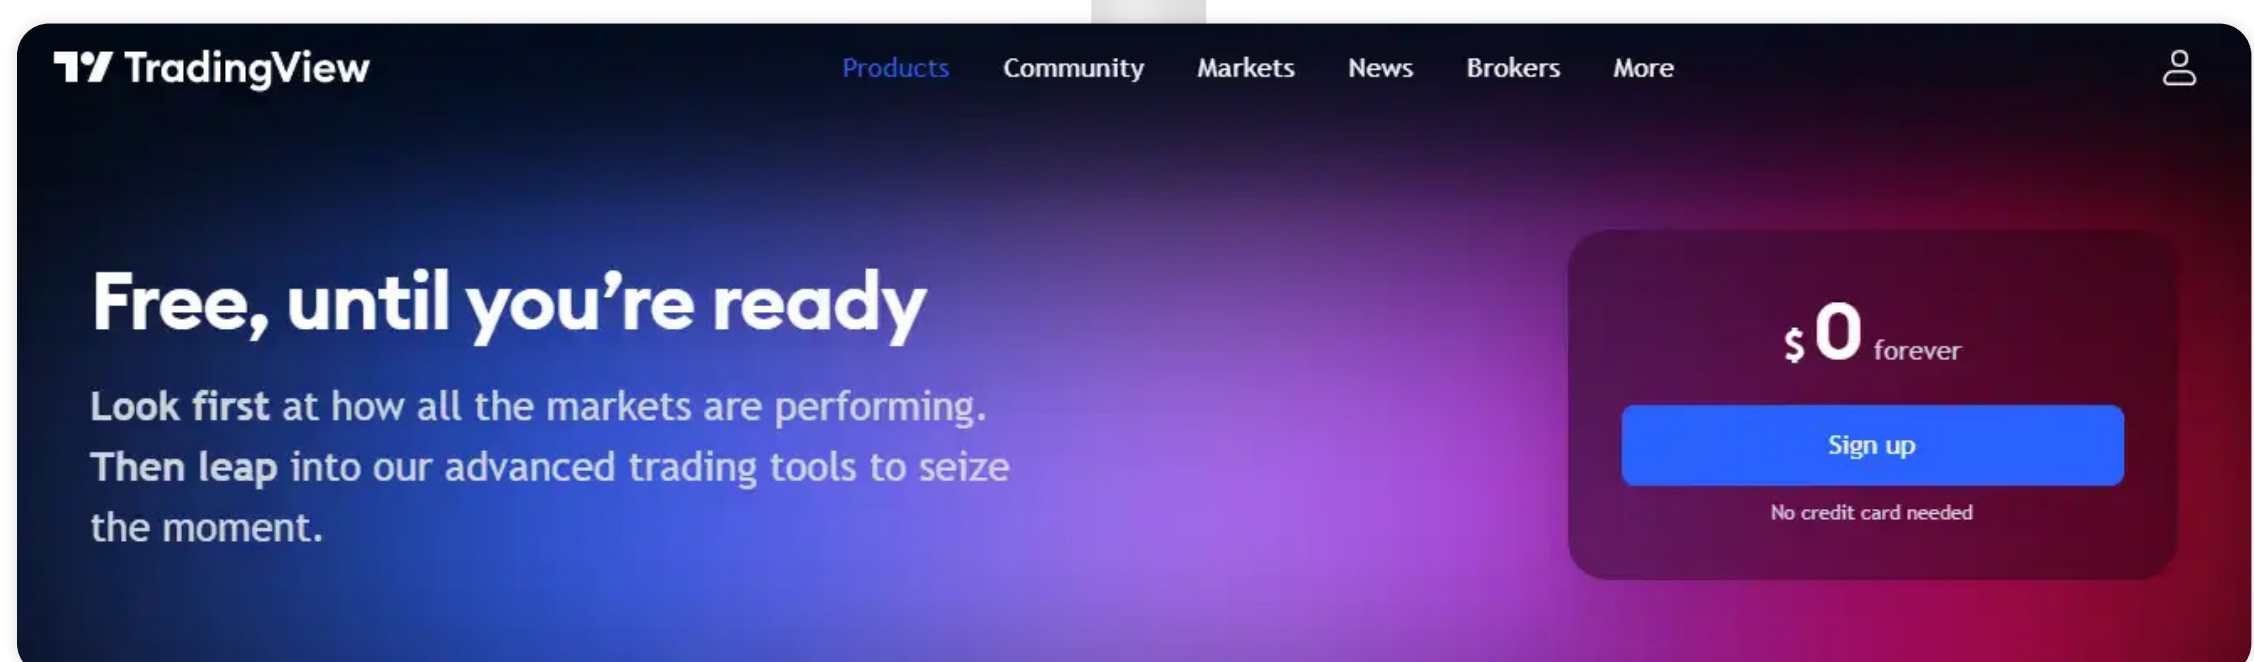 TradingView
Products Community Markets News Brokers More
Free, until you’re ready
Look first at how all the markets are performing.
Then leap into our advanced trading tools to seize
the moment.
$0 forever
Sign up
No credit card needed